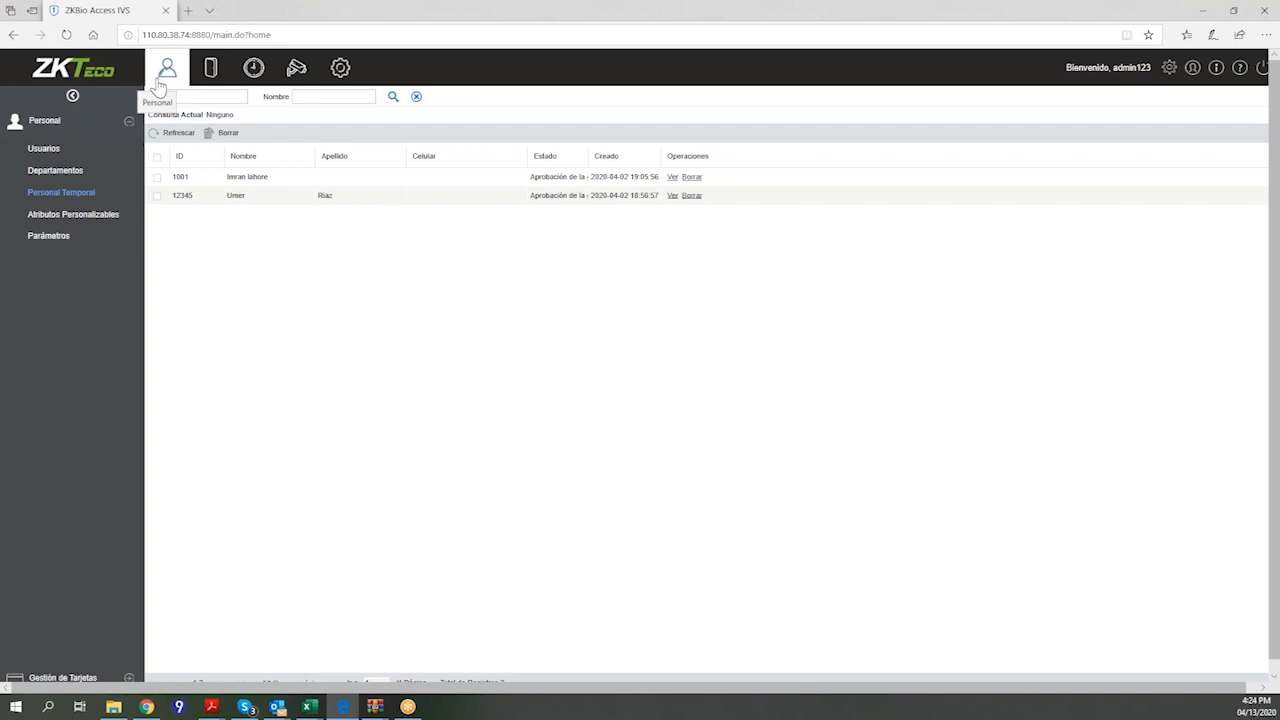 ZKBio Access IVS
110.80.38.74:8880/main.do?home
ZKTeco
Bienvenido, admin123
Nombre
Personal
Consulta Actual Ninguno
Personal
Refrescar Borrar
Usuarios
Departamentos
Personal Temporal
Atributos Personalizables
Parámetros
ID Nombre Apellido Celular Estado Creado Operaciones
1001 Imran lahore Aprobación de la 2020-04-02 19:05:56 Ver Borrar
12345 Umer Riaz Aprobación de la 2020-04-02 18:56:57 Ver Borrar
Gestión de Tarjetas
4:24 PM
04/13/2020